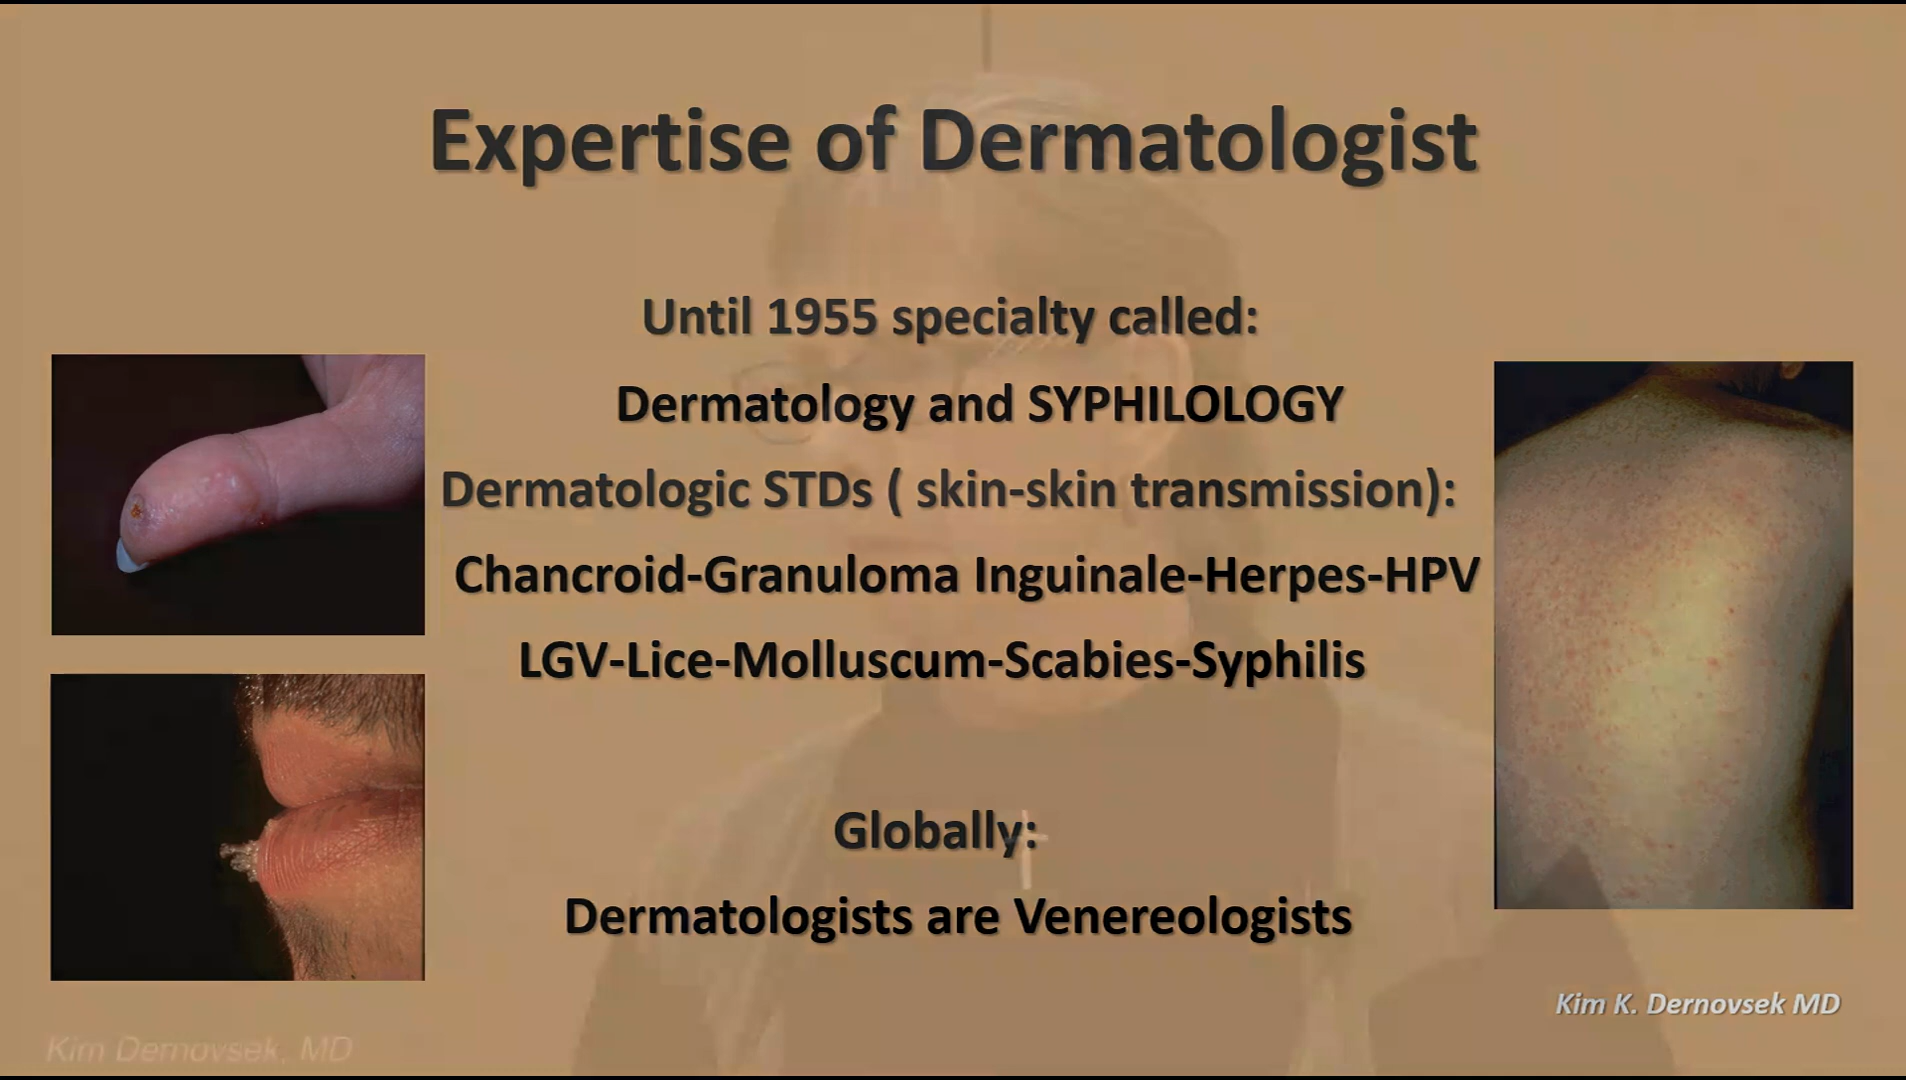 Expertise of Dermatologist
Until 1955 specialty called:
Dermatology and SYPHILOLOGY
Dermatologic STDs ( skin-skin transmission):
Chancroid-Granuloma Inguinale-Herpes-HPV
LGV-Lice-Molluscum-Scabies-Syphilis
Globally:
Dermatologists are Venereologists
Kim K. Dernovsek MD
Kim Dernovsek, MD